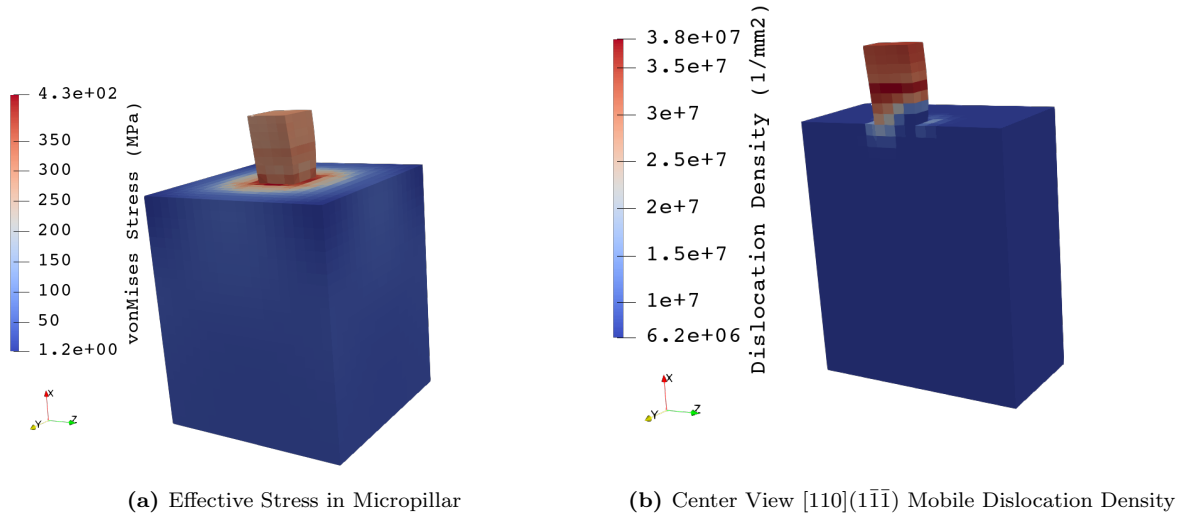 4.3e+02
350
300
250
200
150
100
50
1.2e+00
vonMises Stress (MPa)
X
Y
Z
(a) Effective Stress in Micropillar
3.8e+07
3.5e+7
3e+7
2.5e+7
2e+7
1.5e+7
1e+7
6.2e+06
Dislocation Density (1/mm2)
X
Y
Z
(b) Center View [110](11̄1̄) Mobile Dislocation Density